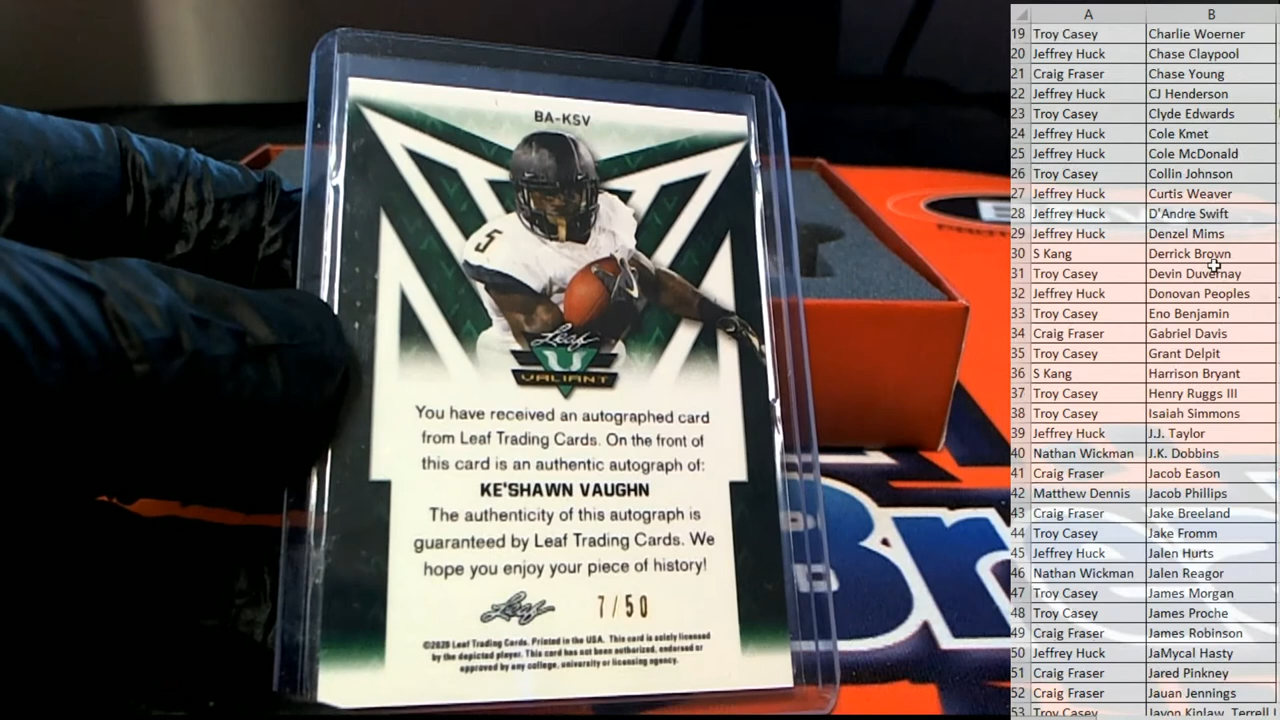 BA-KSV
5
Leaf
VALIANT
You have received an autographed card
from Leaf Trading Cards. On the front of
this card is an authentic autograph of:
KE'SHAWN VAUGHN
The authenticity of this autograph is
guaranteed by Leaf Trading Cards. We
hope you enjoy your piece of history!
Leaf 7/50
©2020 Leaf Trading Cards. Printed in the USA. This card is solely licensed
by the depicted player. This card has not been authorized, endorsed or
approved by any college, university or licensing agency.
Br
A B
19 Troy Casey Charlie Woerner
20 Jeffrey Huck Chase Claypool
21 Craig Fraser Chase Young
22 Jeffrey Huck CJ Henderson
23 Troy Casey Clyde Edwards
24 Jeffrey Huck Cole Kmet
25 Jeffrey Huck Cole McDonald
26 Troy Casey Collin Johnson
27 Jeffrey Huck Curtis Weaver
28 Jeffrey Huck D'Andre Swift
29 Jeffrey Huck Denzel Mims
30 S Kang Derrick Brown
31 Troy Casey Devin Duvernay
32 Jeffrey Huck Donovan Peoples
33 Troy Casey Eno Benjamin
34 Craig Fraser Gabriel Davis
35 Troy Casey Grant Delpit
36 S Kang Harrison Bryant
37 Troy Casey Henry Ruggs III
38 Troy Casey Isaiah Simmons
39 Jeffrey Huck J.J. Taylor
40 Nathan Wickman J.K. Dobbins
41 Craig Fraser Jacob Eason
42 Matthew Dennis Jacob Phillips
43 Craig Fraser Jake Breeland
44 Troy Casey Jake Fromm
45 Jeffrey Huck Jalen Hurts
46 Nathan Wickman Jalen Reagor
47 Troy Casey James Morgan
48 Troy Casey James Proche
49 Craig Fraser James Robinson
50 Jeffrey Huck JaMycal Hasty
51 Craig Fraser Jared Pinkney
52 Craig Fraser Jauan Jennings
53 Troy Casey Javon Kinlaw, Terrell